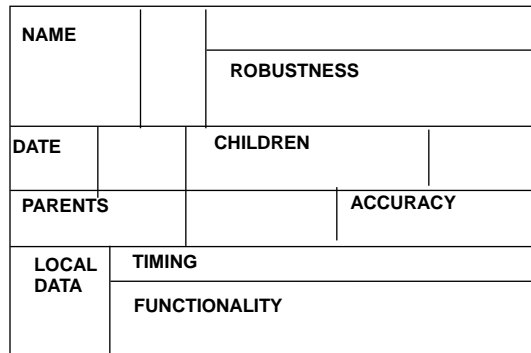 NAME
ROBUSTNESS
DATE
CHILDREN
PARENTS
ACCURACY
LOCAL
DATA
TIMING
FUNCTIONALITY